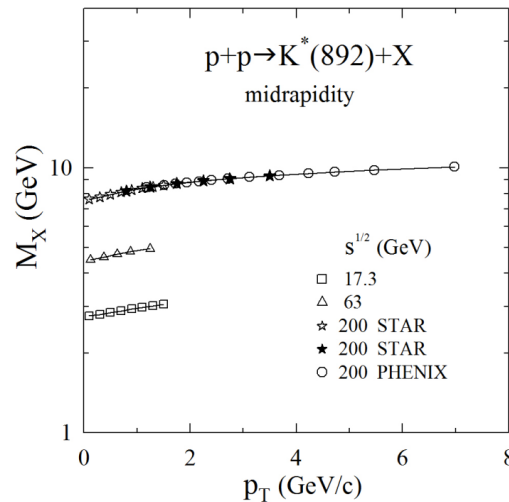 p+p→K*(892)+X
midrapidity
10
M_X (GeV)
s^1/2 (GeV)
17.3
63
200 STAR
200 STAR
200 PHENIX
1
0 2 4 6 8
p_T (GeV/c)